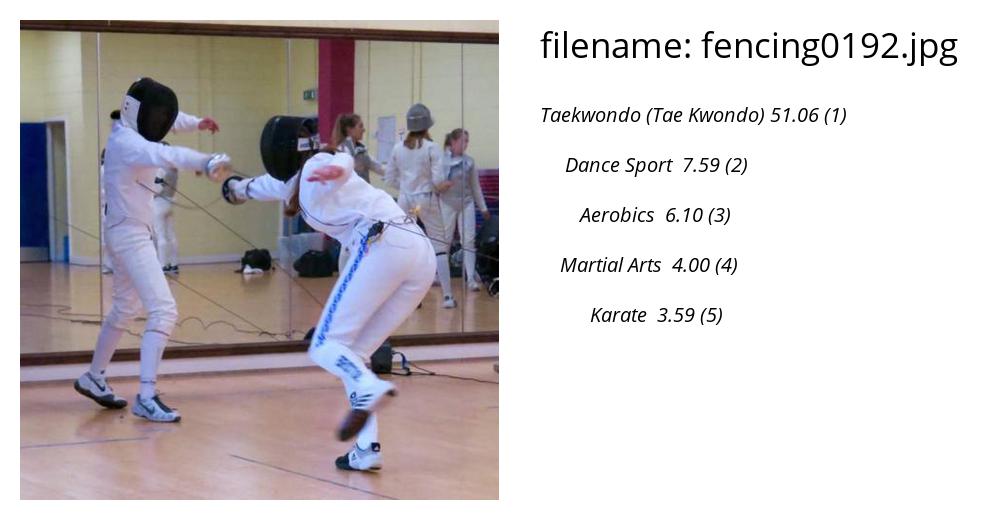 filename: fencing0192.jpg
Taekwondo (Tae Kwondo) 51.06 (1)
Dance Sport 7.59 (2)
Aerobics 6.10 (3)
Martial Arts 4.00 (4)
Karate 3.59 (5)